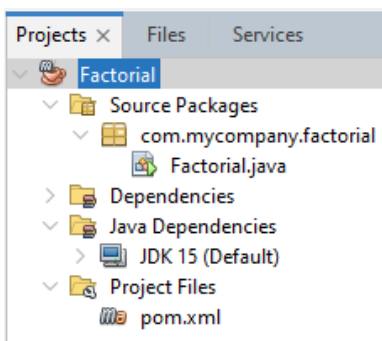 Projects × Files Services
Factorial
Source Packages
com.mycompany.factorial
Factorial.java
Dependencies
Java Dependencies
JDK 15 (Default)
Project Files
pom.xml